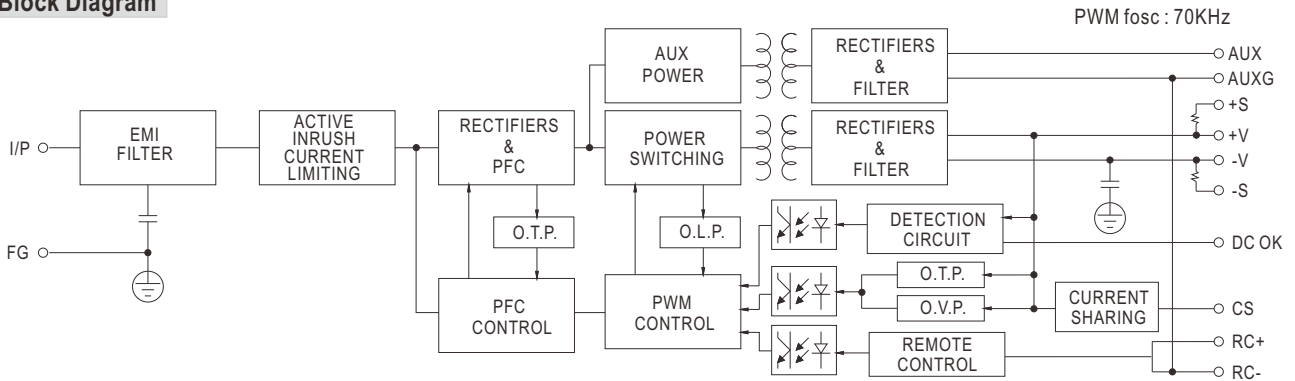 Block Diagram
PWM fosc : 70KHz
AUX
POWER
RECTIFIERS
&
FILTER
AUX
AUXG
I/P
EMI
FILTER
ACTIVE
INRUSH
CURRENT
LIMITING
RECTIFIERS
&
PFC
POWER
SWITCHING
RECTIFIERS
&
FILTER
+S
+V
-V
-S
FG
O.T.P.
O.L.P.
DETECTION
CIRCUIT
DC OK
PFC
CONTROL
PWM
CONTROL
O.T.P.
O.V.P.
CURRENT
SHARING
CS
REMOTE
CONTROL
RC+
RC-